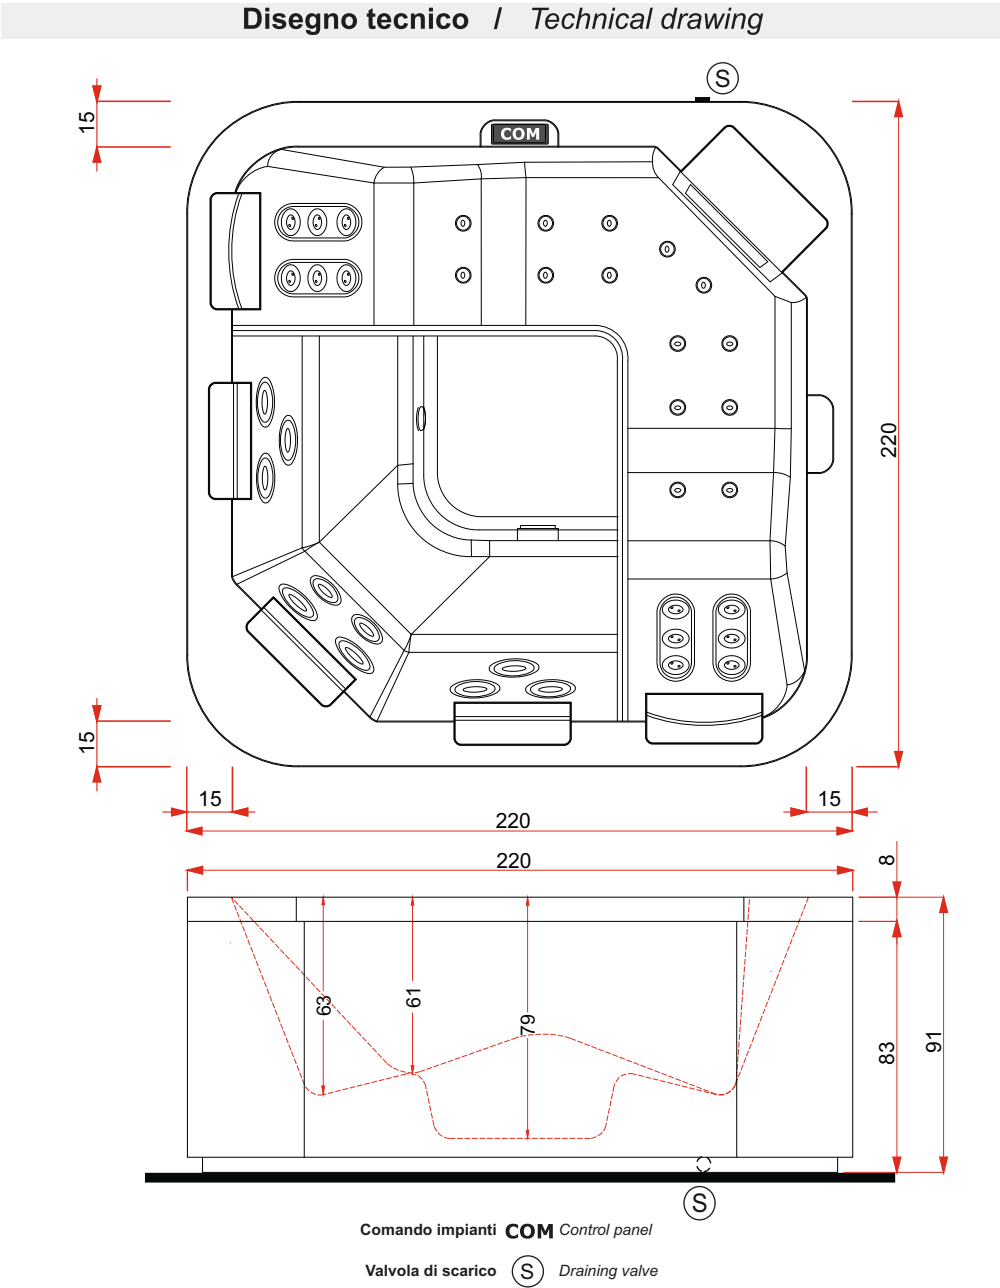 Disegno tecnico / Technical drawing
S
15
COM
220
15
15
15
220
220
8
63
61
79
83
91
S
Comando impianti COM Control panel
Valvola di scarico S Draining valve